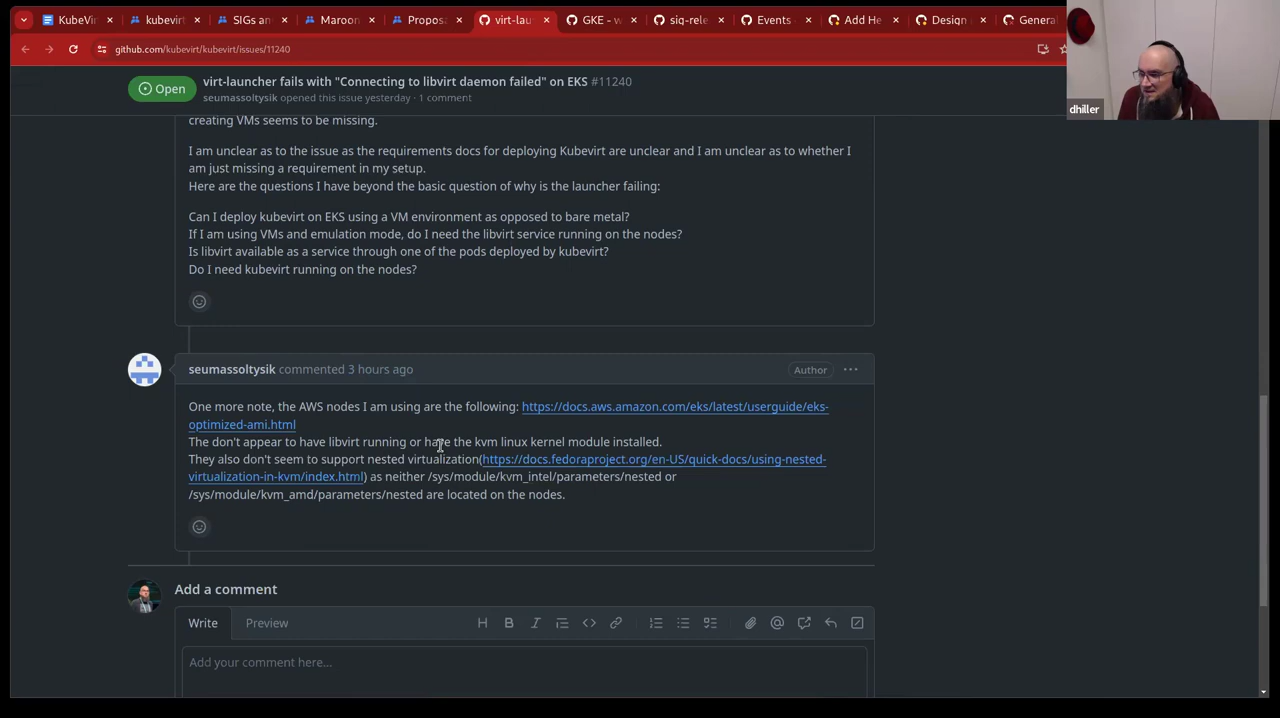 KubeVir
kubevirt
SIGs an
Maroon
Proposa
virt-lau
GKE - w
sig-rele
Events
Add He
Design
General
github.com/kubevirt/kubevirt/issues/11240
dhiller
Open
virt-launcher fails with "Connecting to libvirt daemon failed" on EKS #11240
seumassoltysik opened this issue yesterday · 1 comment
creating VMs seems to be missing.
I am unclear as to the issue as the requirements docs for deploying Kubevirt are unclear and I am unclear as to whether I
am just missing a requirement in my setup.
Here are the questions I have beyond the basic question of why is the launcher failing:
Can I deploy kubevirt on EKS using a VM environment as opposed to bare metal?
If I am using VMs and emulation mode, do I need the libvirt service running on the nodes?
Is libvirt available as a service through one of the pods deployed by kubevirt?
Do I need kubevirt running on the nodes?
seumassoltysik commented 3 hours ago
Author
One more note, the AWS nodes I am using are the following: https://docs.aws.amazon.com/eks/latest/userguide/eks-
optimized-ami.html
The don't appear to have libvirt running or have the kvm linux kernel module installed.
They also don't seem to support nested virtualization(https://docs.fedoraproject.org/en-US/quick-docs/using-nested-
virtualization-in-kvm/index.html) as neither /sys/module/kvm_intel/parameters/nested or
/sys/module/kvm_amd/parameters/nested are located on the nodes.
Add a comment
Write
Preview
Add your comment here...